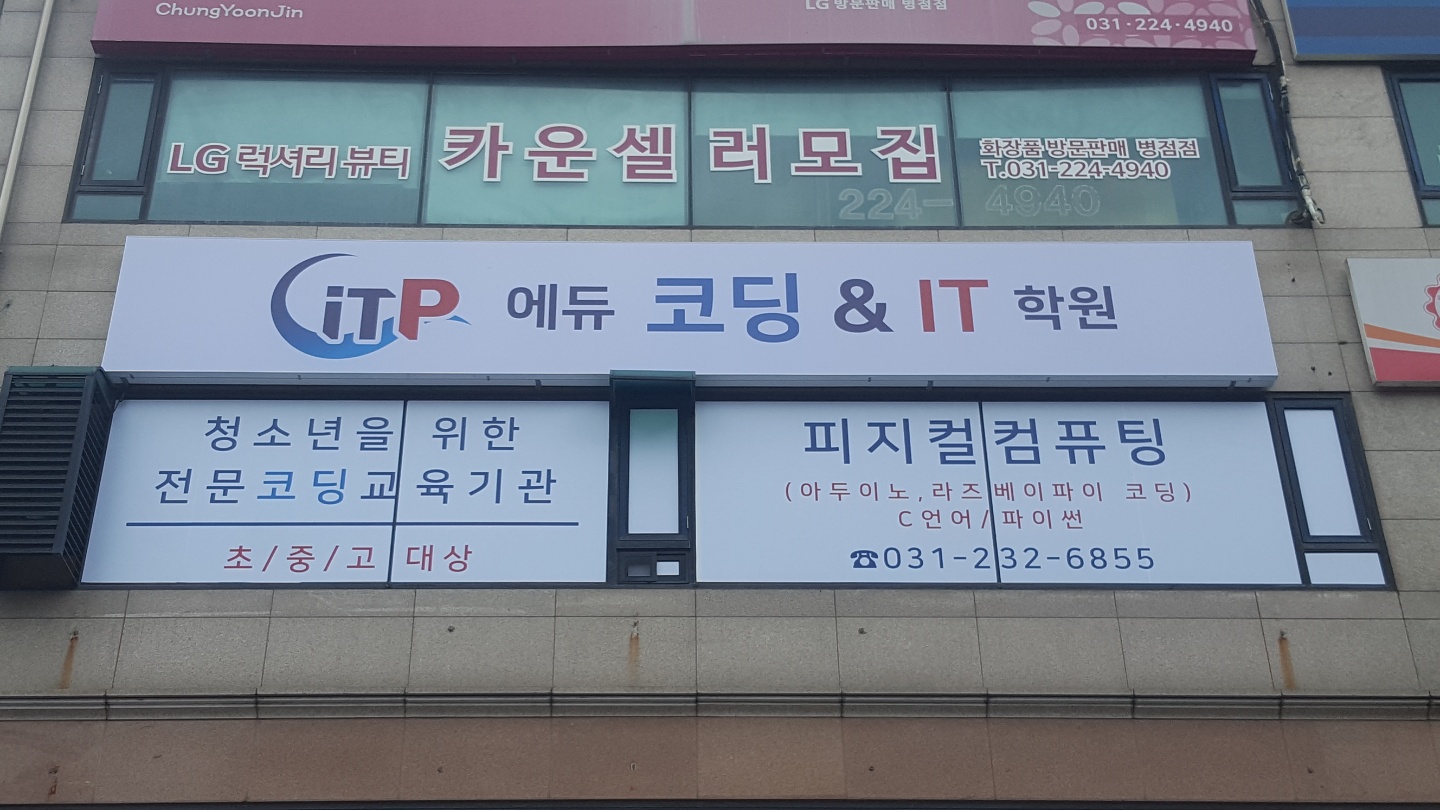 ChungYoonJin
LG 방문판매 병점점
031·224·4940
LG 럭셔리 뷰티 카운셀러모집
화장품 방문판매 병점점
T.031-224-4940
224- 4940
iTP 에듀 코딩 & IT 학원
청소년을 위한
전문코딩교육기관
초/중/고 대상
피지컬컴퓨팅
(아두이노,라즈베이파이 코딩)
C언어/파이썬
☎031-232-6855